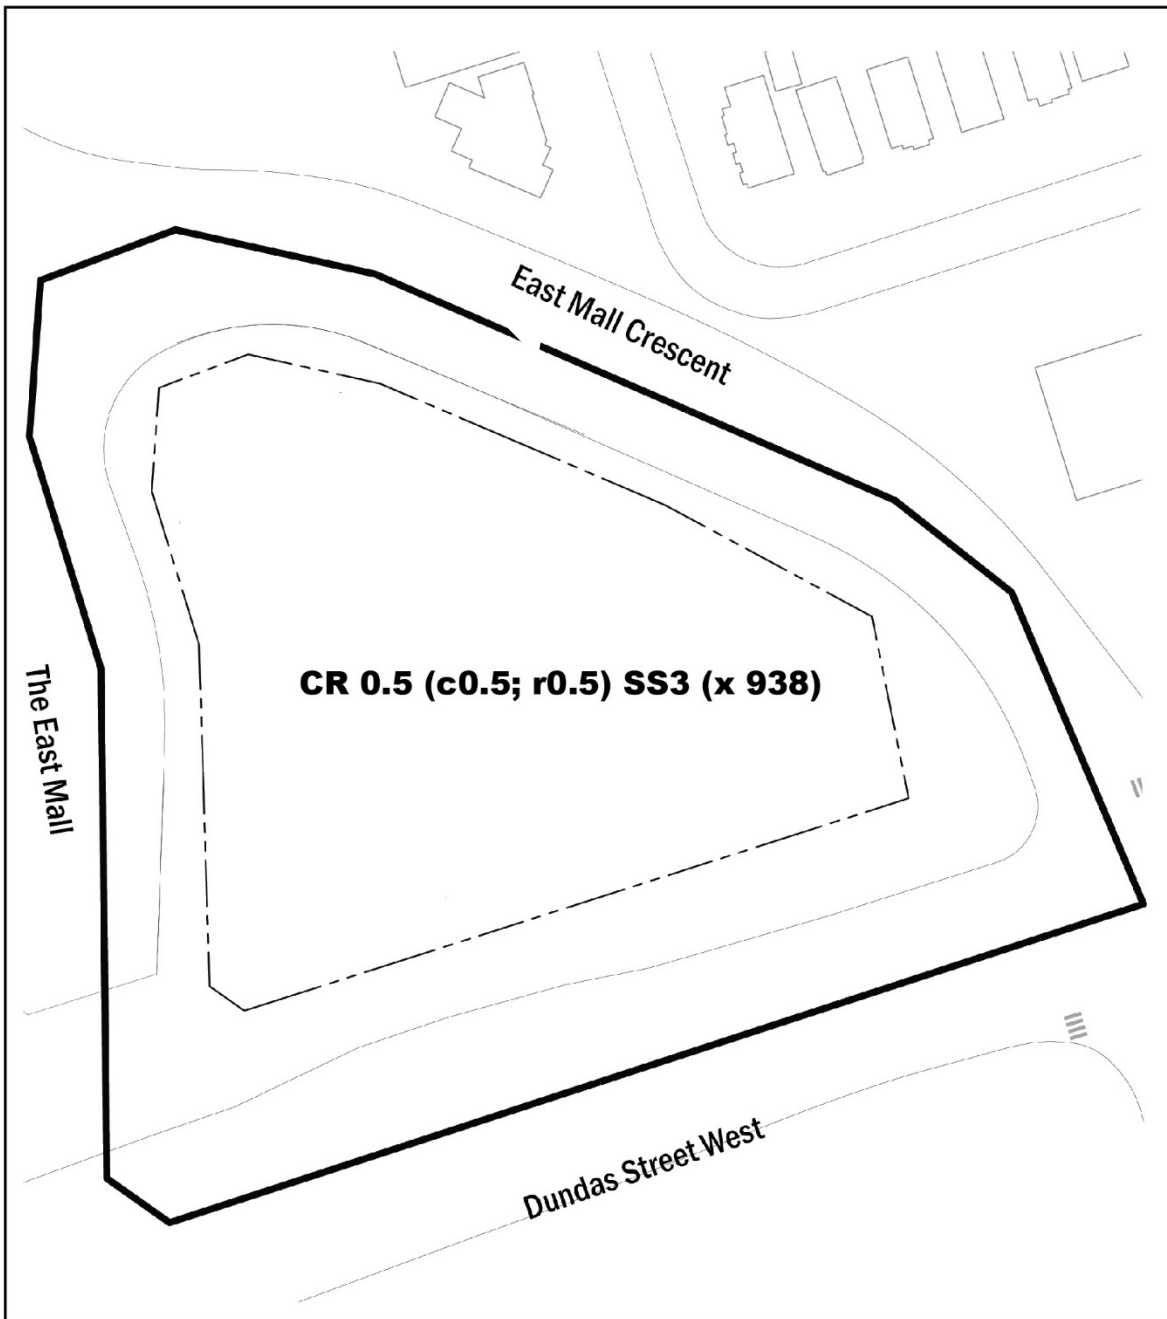 East Mall Crescent
CR 0.5 (c0.5; r0.5) SS3 (x 938)
The East Mall
Dundas Street West